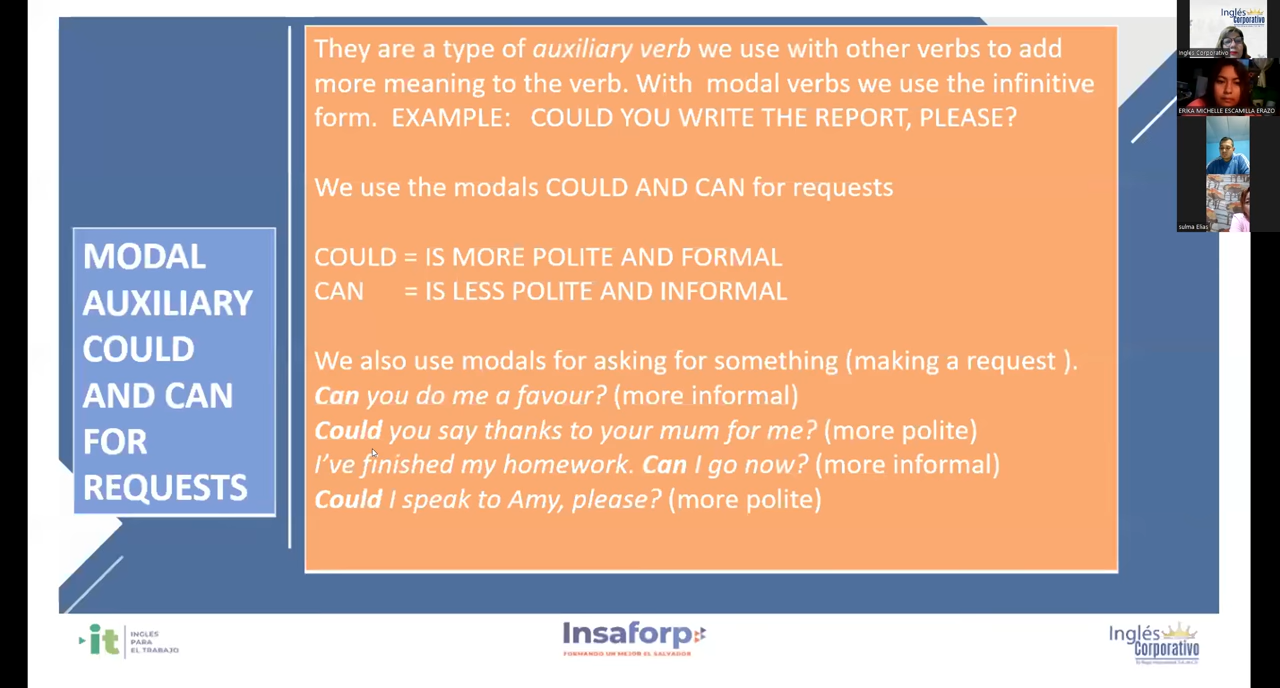 They are a type of auxiliary verb we use with other verbs to add
more meaning to the verb. With modal verbs we use the infinitive
form. EXAMPLE: COULD YOU WRITE THE REPORT, PLEASE?
We use the modals COULD AND CAN for requests
COULD = IS MORE POLITE AND FORMAL
CAN = IS LESS POLITE AND INFORMAL
We also use modals for asking for something (making a request ).
Can you do me a favour? (more informal)
Could you say thanks to your mum for me? (more polite)
I've finished my homework. Can I go now? (more informal)
Could I speak to Amy, please? (more polite)
MODAL
AUXILIARY
COULD
AND CAN
FOR
REQUESTS
it
INGLÉS
PARA
EL TRABAJO
Insaforp
FORMANDO UN MEJOR EL SALVADOR
Inglés
Corporativo
Inglés
Corporativo
Inglés Corporativo
ERIKA MICHELLE ESCAMILLA ERAZO
sulma Elias